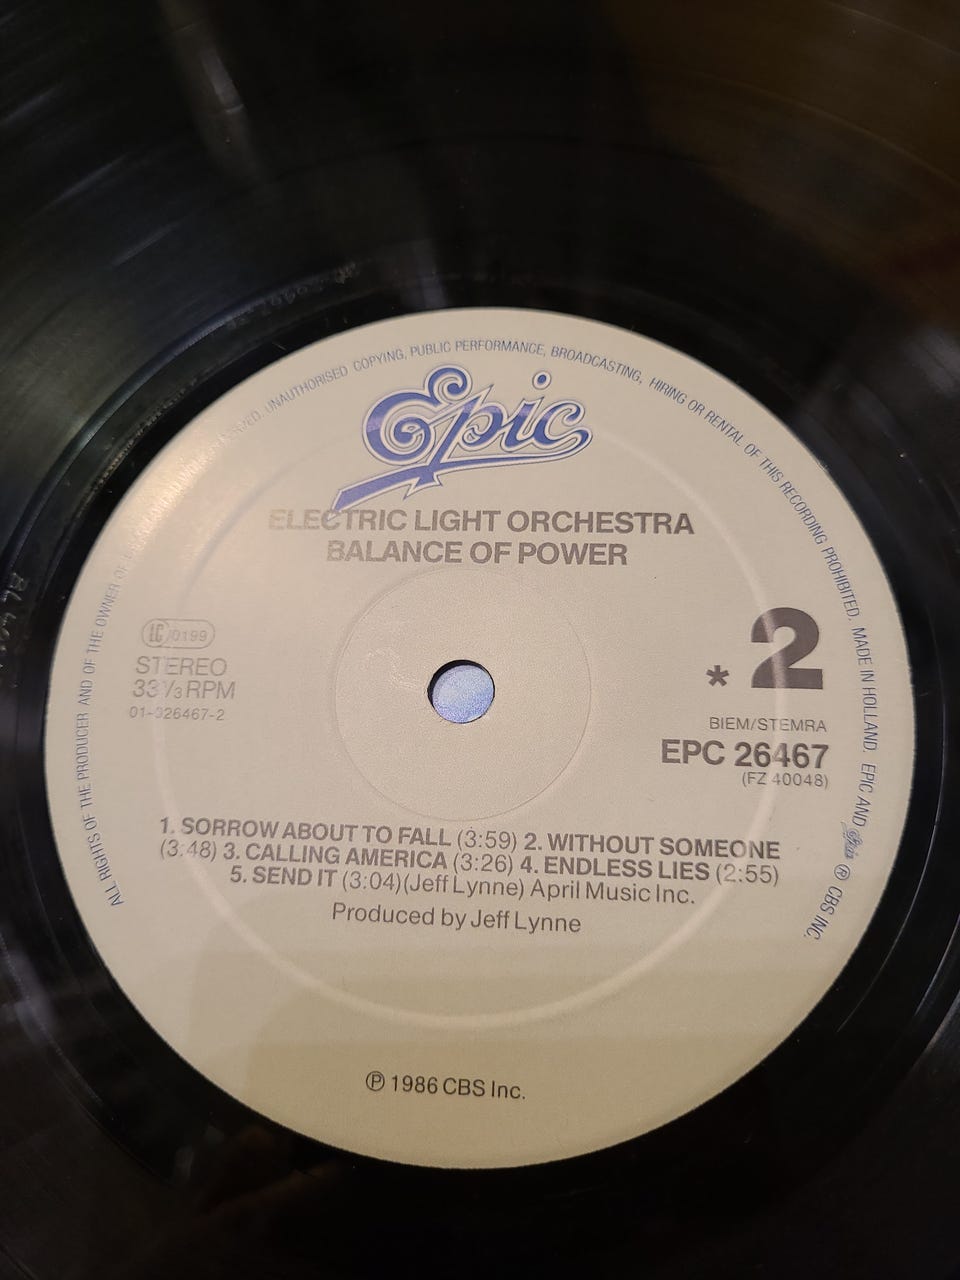 UNAUTHORISED COPYING, PUBLIC PERFORMANCE, BROADCASTING, HIRING OR RENTAL OF THIS RECORDING PROHIBITED. MADE IN HOLLAND. EPIC AND Epic ® CBS INC.
Epic
ELECTRIC LIGHT ORCHESTRA
BALANCE OF POWER
LC 0199
STEREO
33⅓ RPM
01-326467-2
* 2
BIEM/STEMRA
EPC 26467
(FZ 40048)
1. SORROW ABOUT TO FALL (3:59) 2. WITHOUT SOMEONE
(3:48) 3. CALLING AMERICA (3:26) 4. ENDLESS LIES (2:55)
5. SEND IT (3:04)(Jeff Lynne) April Music Inc.
Produced by Jeff Lynne
℗ 1986 CBS Inc.
ALL RIGHTS OF THE PRODUCER AND OF THE OWNER OF